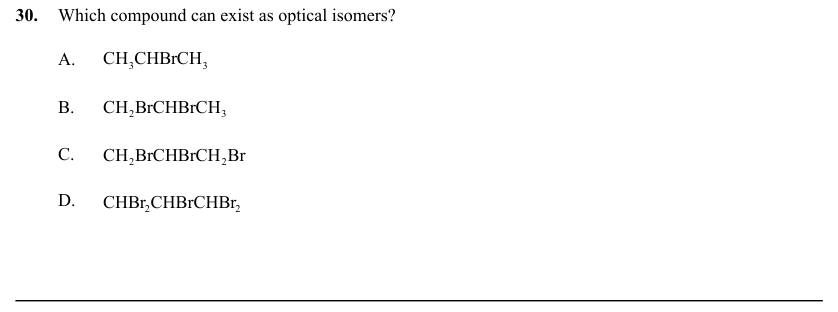 30. Which compound can exist as optical isomers?
A. CH₃CHBrCH₃
B. CH₂BrCHBrCH₃
C. CH₂BrCHBrCH₂Br
D. CHBr₂CHBrCHBr₂